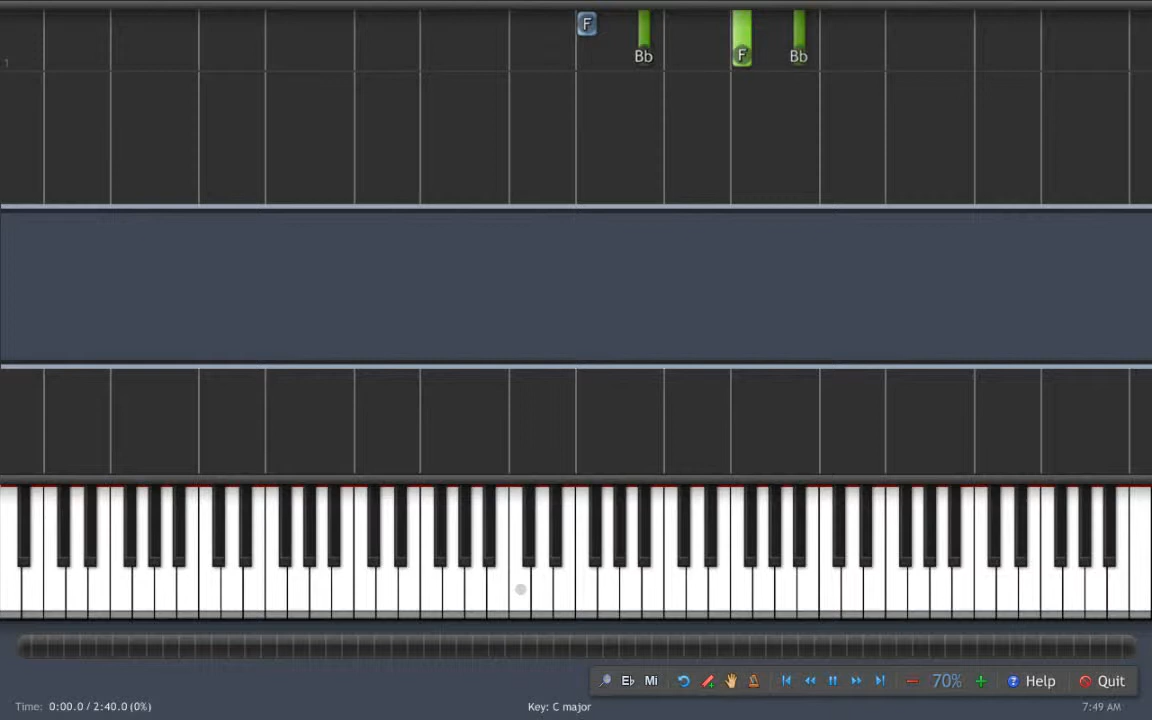 F
Bb
F
Bb
1
E♭ Mi 70% Help Quit
Time: 0:00.0 / 2:40.0 (0%)
Key: C major
7:49 AM